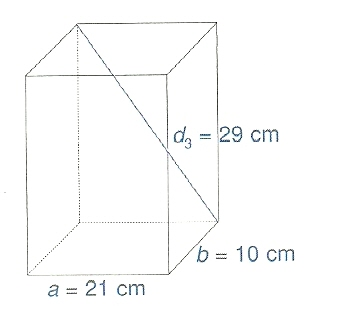 d₃ = 29 cm
b = 10 cm
a = 21 cm